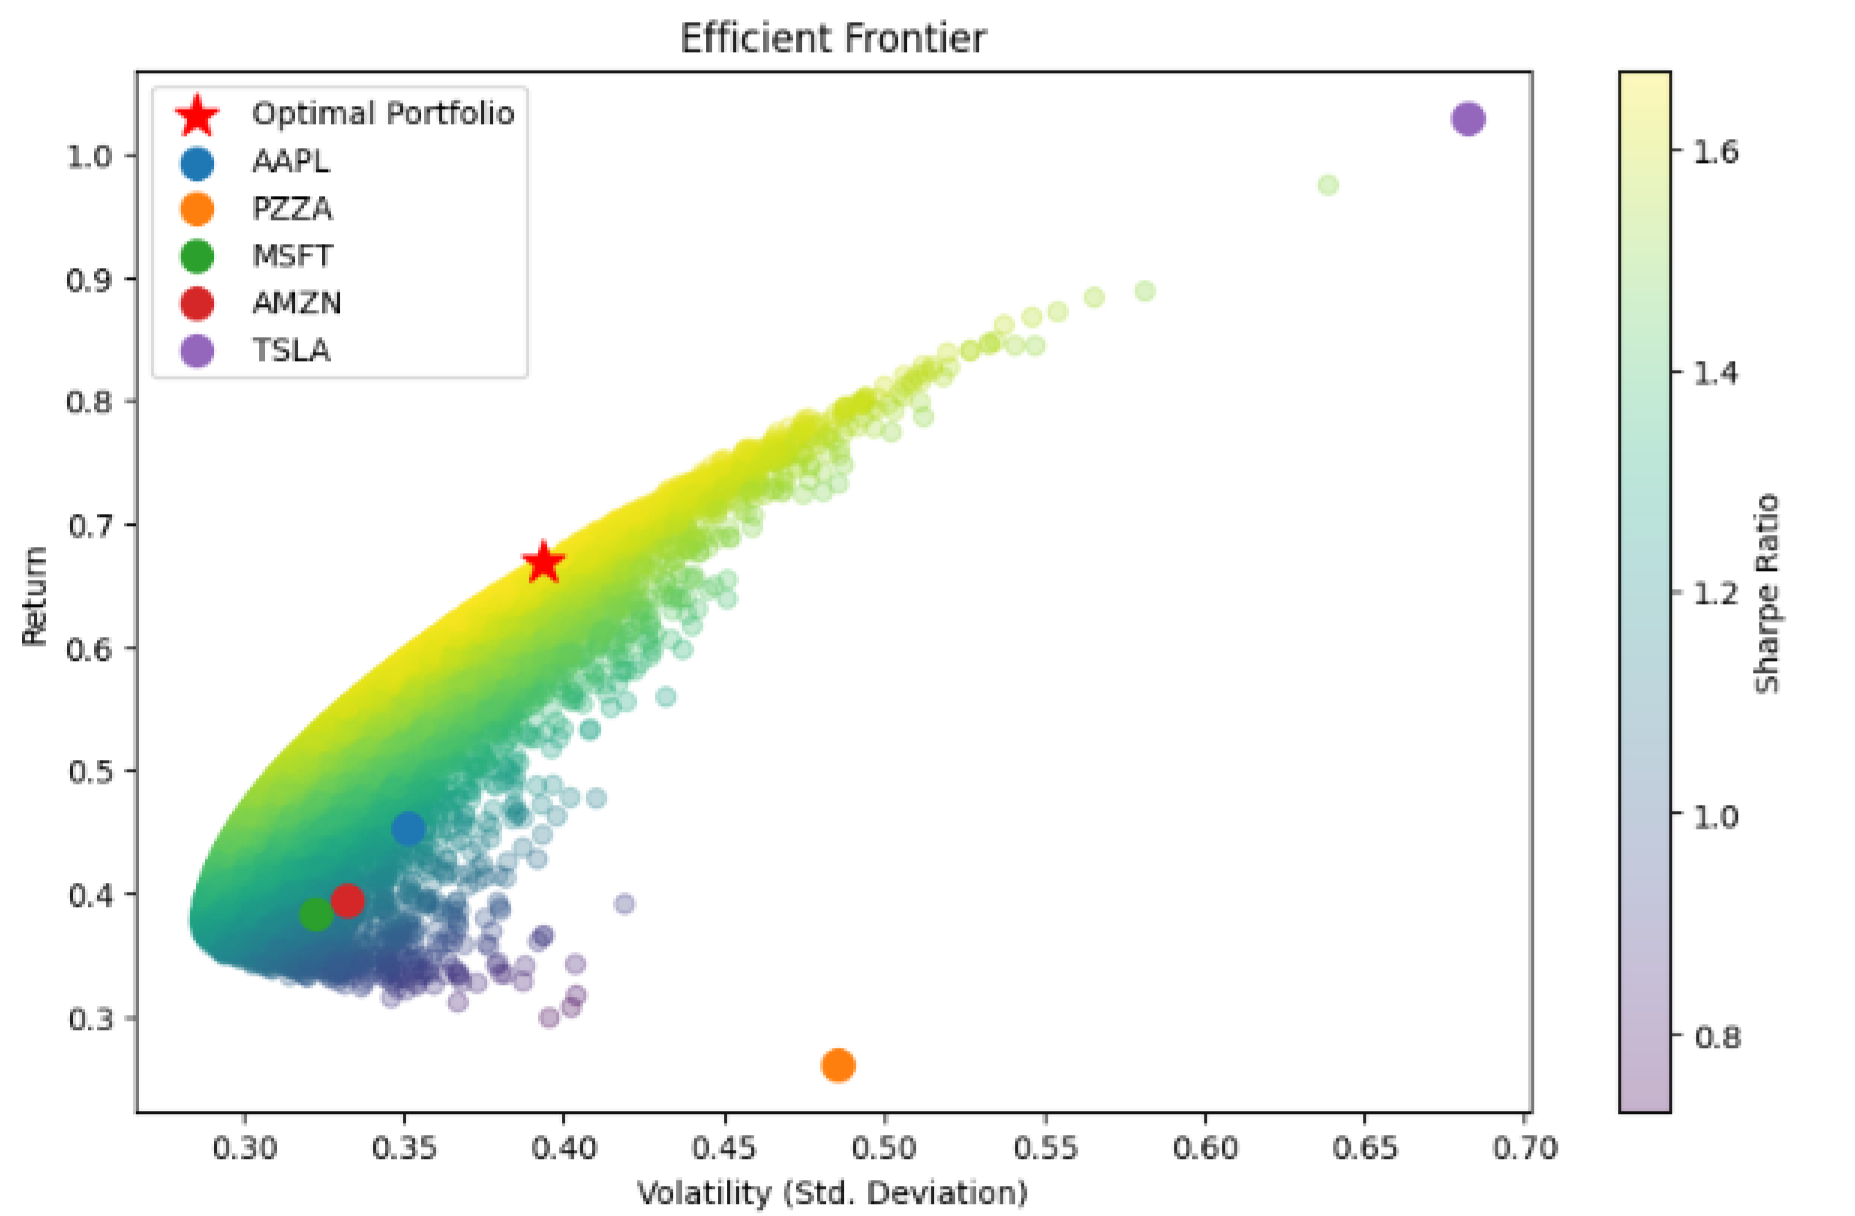 Efficient Frontier
Optimal Portfolio
AAPL
PZZA
MSFT
AMZN
TSLA
1.0
0.9
0.8
0.7
0.6
0.5
0.4
0.3
Return
0.30 0.35 0.40 0.45 0.50 0.55 0.60 0.65 0.70
Volatility (Std. Deviation)
1.6
1.4
1.2
1.0
0.8
Sharpe Ratio